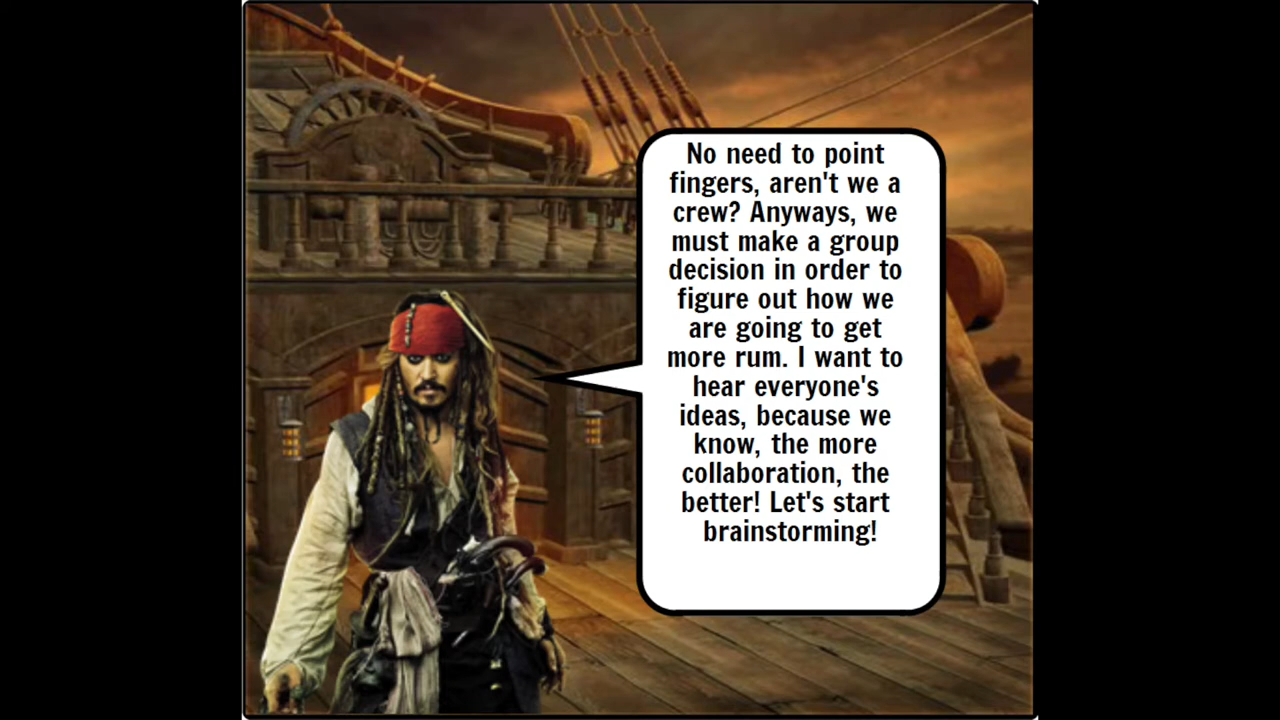 No need to point
fingers, aren't we a
crew? Anyways, we
must make a group
decision in order to
figure out how we
are going to get
more rum. I want to
hear everyone's
ideas, because we
know, the more
collaboration, the
better! Let's start
brainstorming!